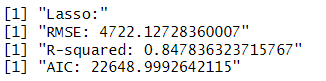 [1] "Lasso:"
[1] "RMSE: 4722.12728360007"
[1] "R-squared: 0.847836323715767"
[1] "AIC: 22648.9992642115"